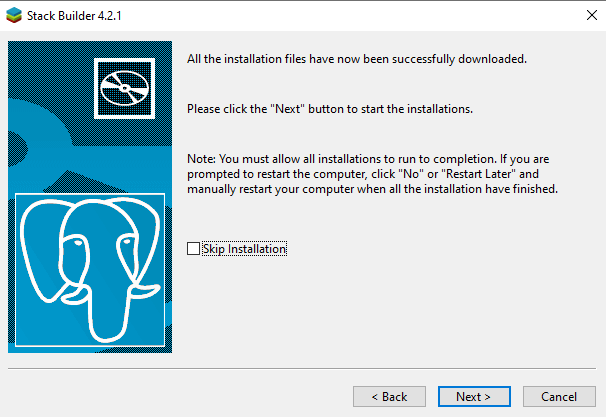 Stack Builder 4.2.1
All the installation files have now been successfully downloaded.
Please click the "Next" button to start the installations.
Note: You must allow all installations to run to completion. If you are
prompted to restart the computer, click "No" or "Restart Later" and
manually restart your computer when all the installation have finished.
Skip Installation
< Back
Next >
Cancel